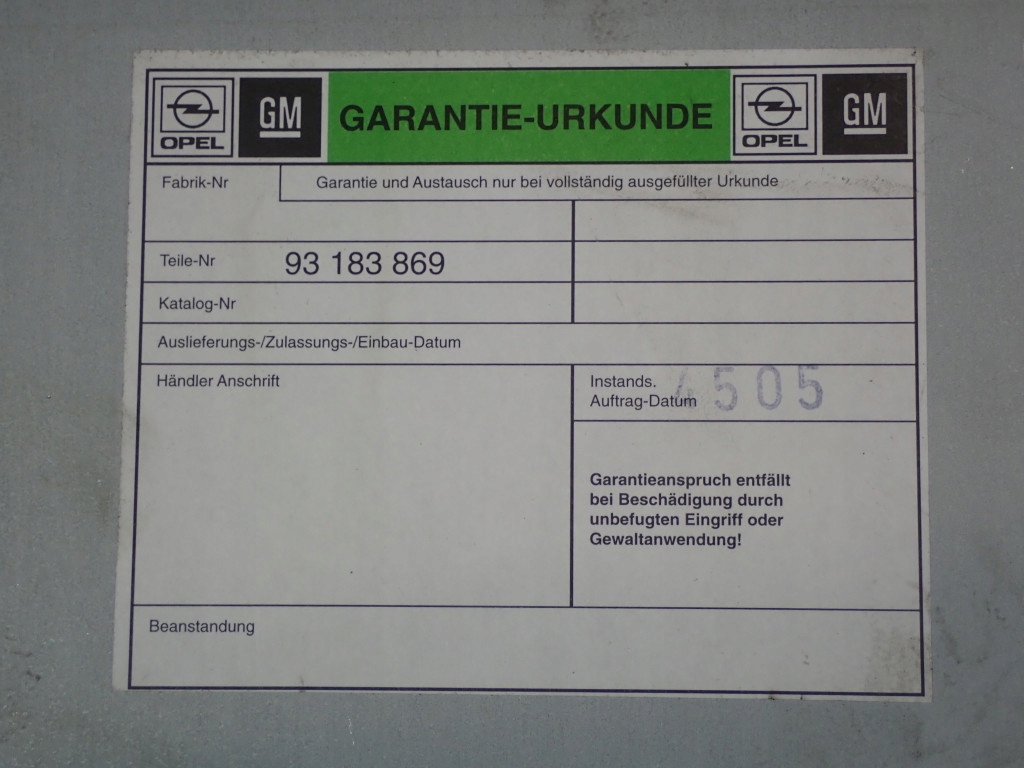 OPEL GM GARANTIE-URKUNDE OPEL GM
Fabrik-Nr
Garantie und Austausch nur bei vollständig ausgefüllter Urkunde
Teile-Nr 93 183 869
Katalog-Nr
Auslieferungs-/Zulassungs-/Einbau-Datum
Händler Anschrift
Instands.
Auftrag-Datum
4505
Garantieanspruch entfällt
bei Beschädigung durch
unbefugten Eingriff oder
Gewaltanwendung!
Beanstandung